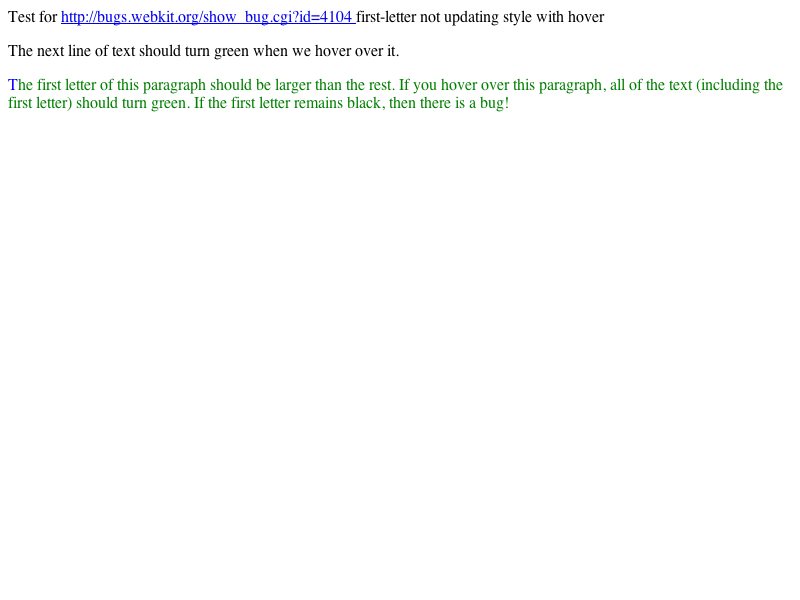 Test for http://bugs.webkit.org/show_bug.cgi?id=4104 first-letter not updating style with hover
The next line of text should turn green when we hover over it.
The first letter of this paragraph should be larger than the rest. If you hover over this paragraph, all of the text (including the
first letter) should turn green. If the first letter remains black, then there is a bug!